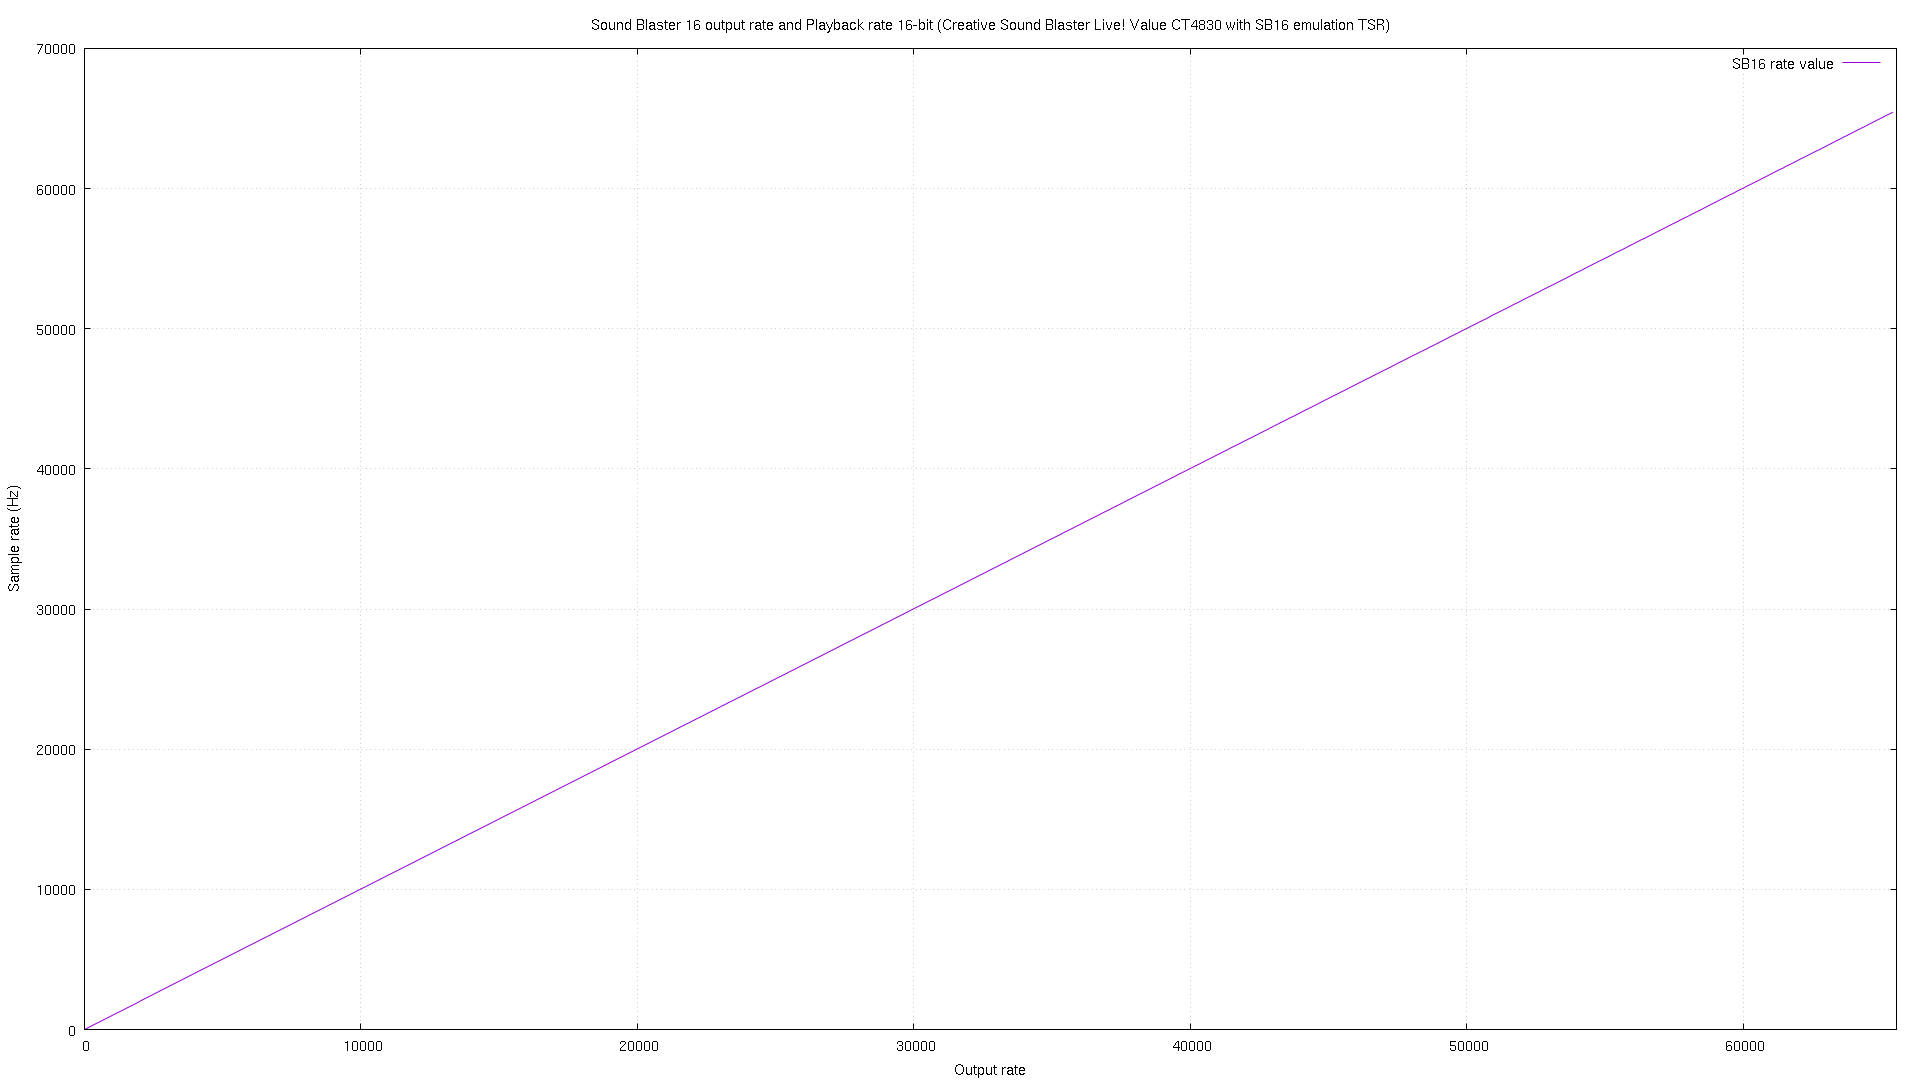 Sound Blaster 16 output rate and Playback rate 16-bit (Creative Sound Blaster Live! Value CT4830 with SB16 emulation TSR)
SB16 rate value
70000
60000
50000
40000
30000
20000
10000
0
Sample rate (Hz)
0 10000 20000 30000 40000 50000 60000
Output rate